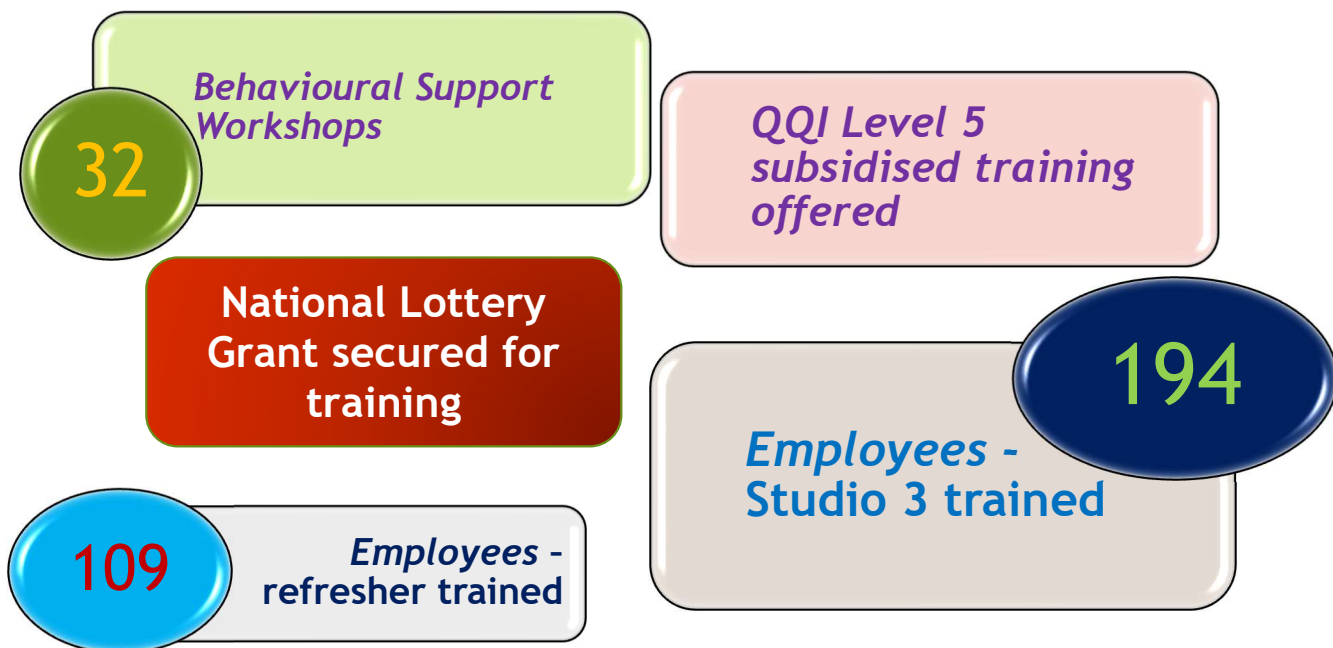 32
Behavioural Support
Workshops
QQI Level 5
subsidised training
offered
National Lottery
Grant secured for
training
194
Employees -
Studio 3 trained
109
Employees –
refresher trained